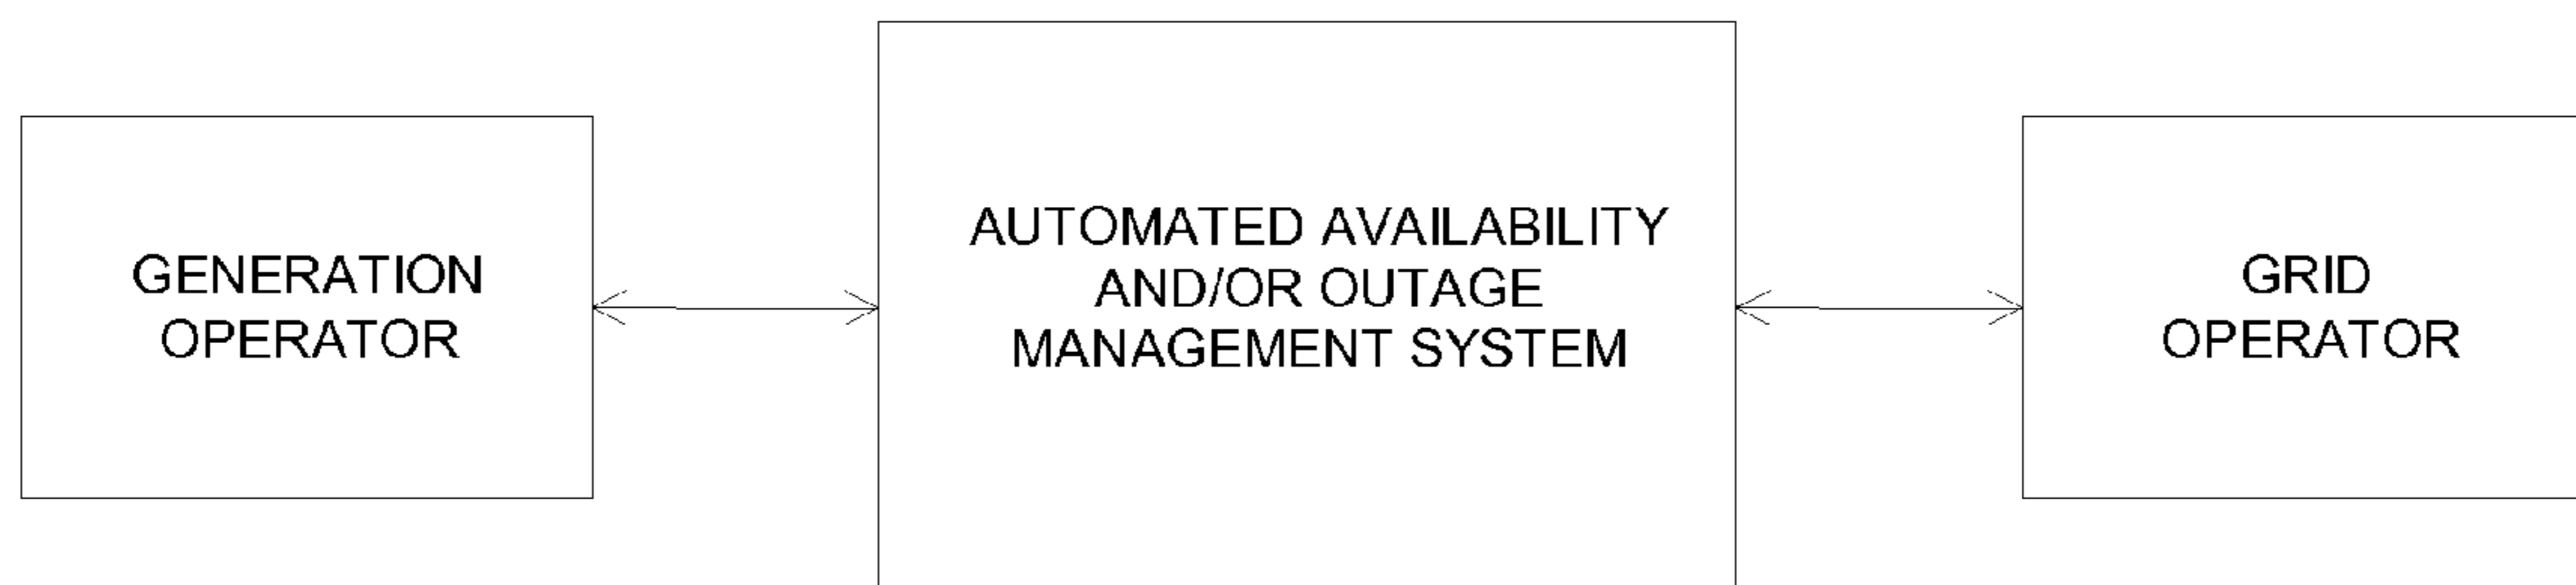 GENERATION
OPERATOR
AUTOMATED AVAILABILITY
AND/OR OUTAGE
MANAGEMENT SYSTEM
GRID
OPERATOR